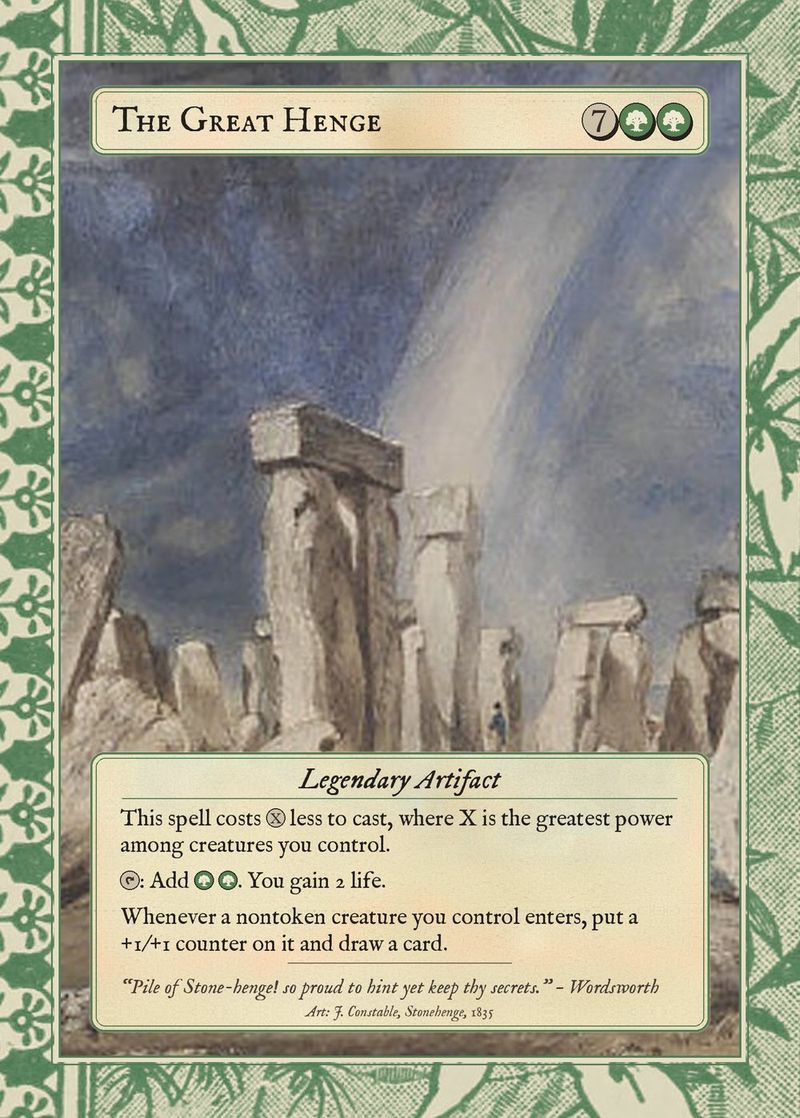 The Great Henge 7
Legendary Artifact
This spell costs X less to cast, where X is the greatest power
among creatures you control.
: Add . You gain 2 life.
Whenever a nontoken creature you control enters, put a
+1/+1 counter on it and draw a card.
“Pile of Stone-henge! so proud to hint yet keep thy secrets.” – Wordsworth
Art: J. Constable, Stonehenge, 1835